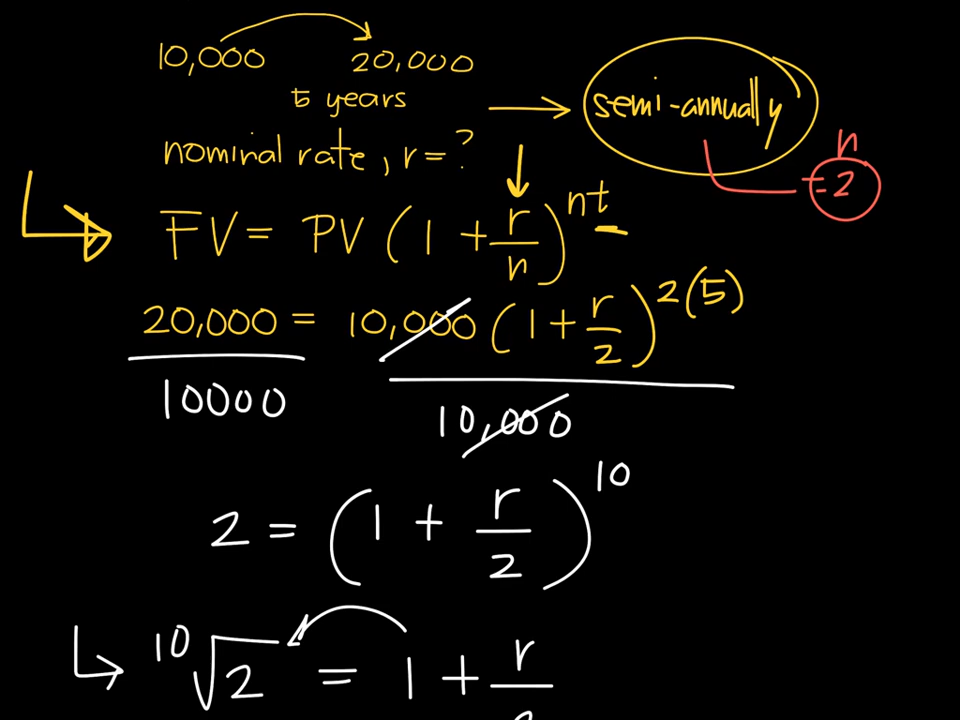 10,000 20,000
5 years → semi-annually
nominal rate, r = ?
n
= 2
FV = PV (1 + r/n)^nt
20,000 = 10,000 (1 + r/2)^2(5)
10000 10,000
2 = (1 + r/2)^10
↳ 10√2 = 1 + r/